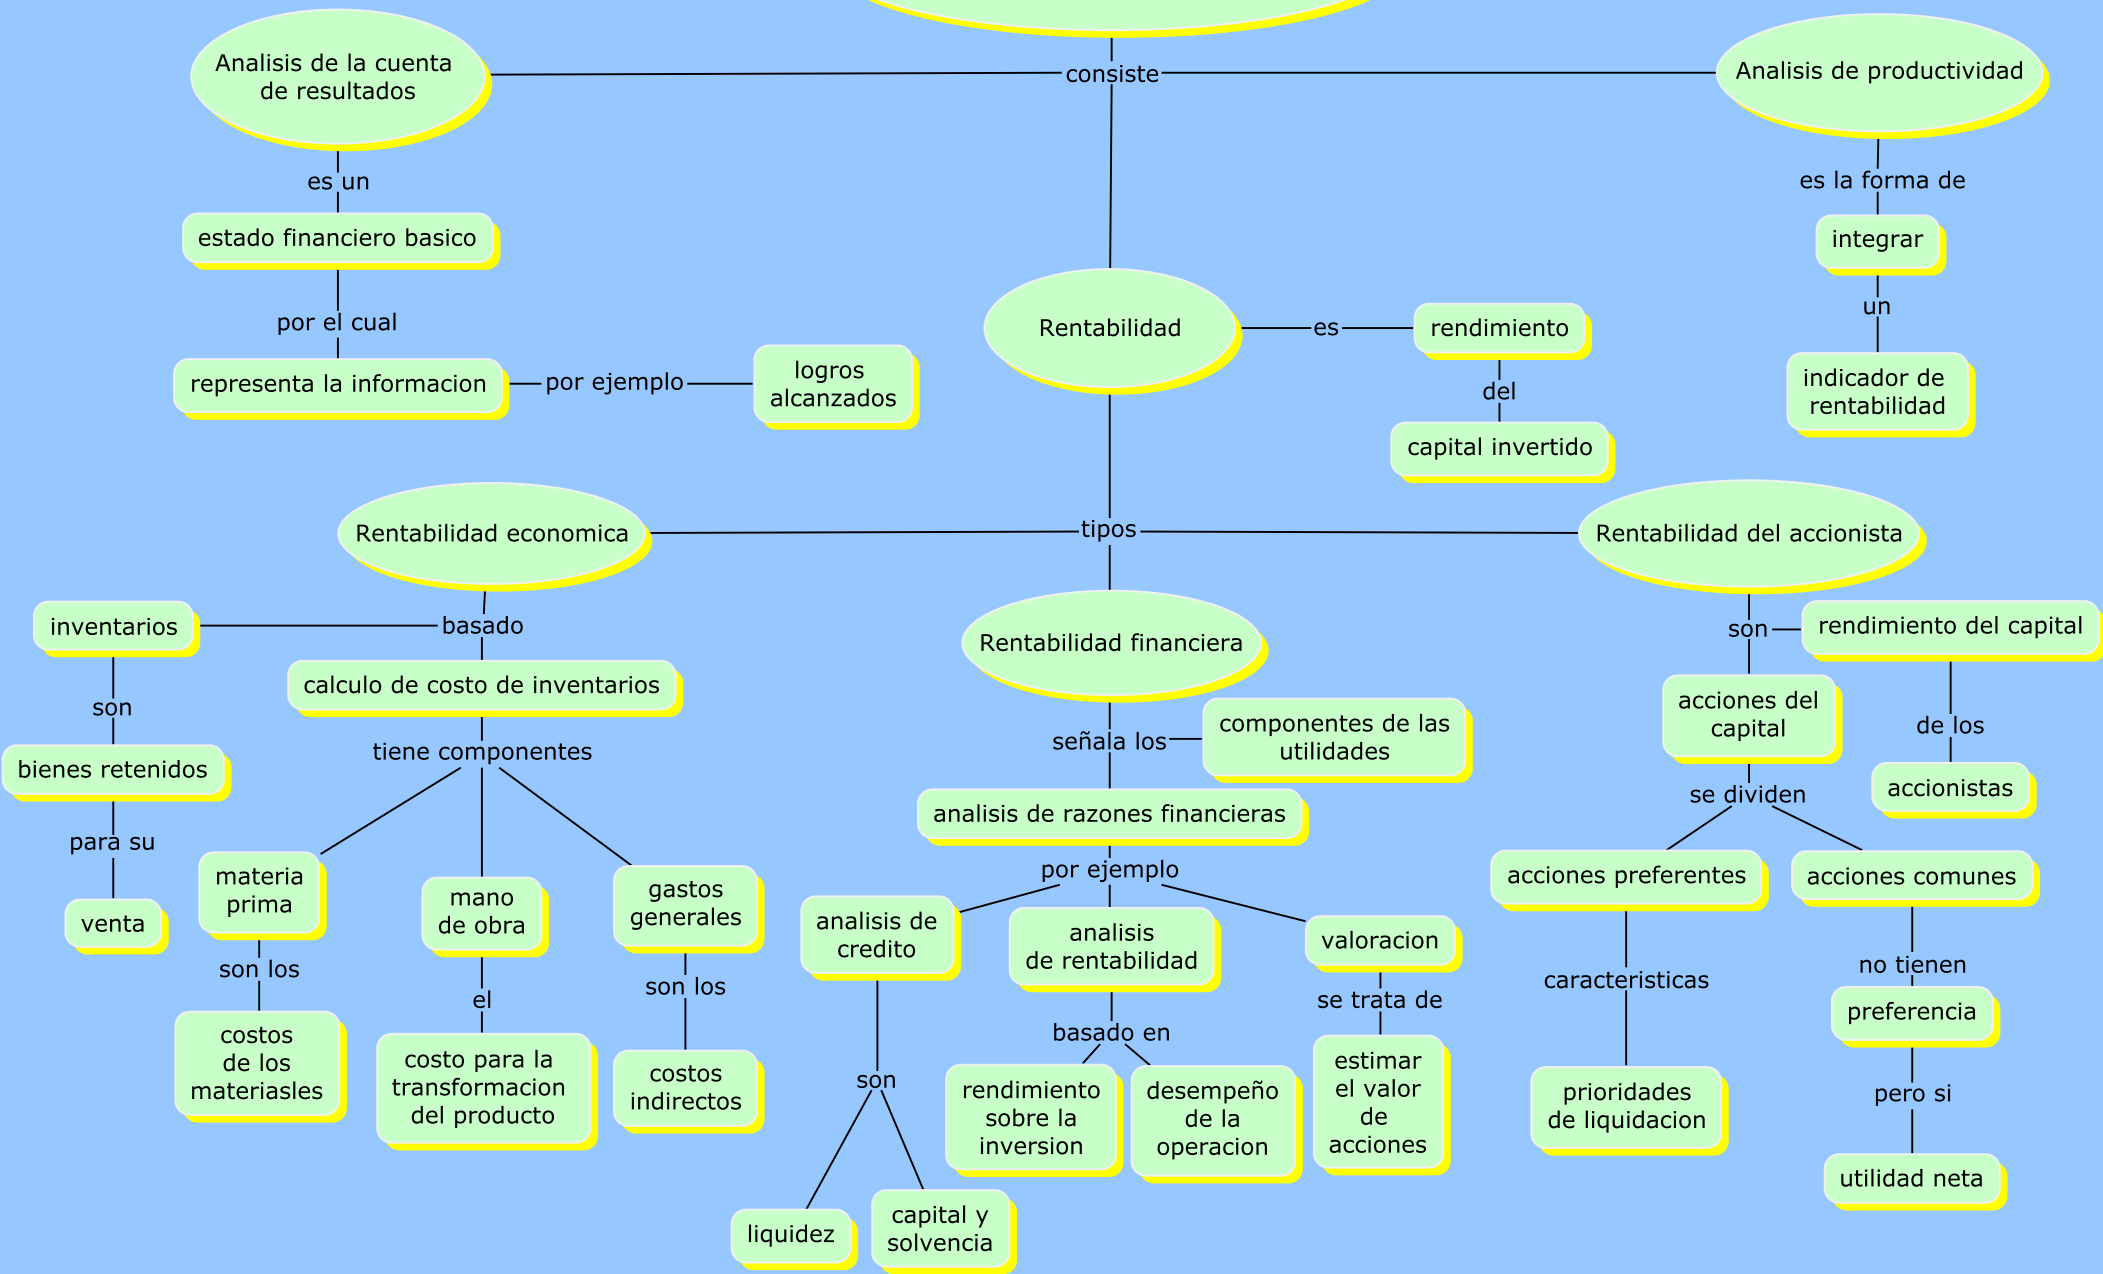 Analisis de la cuenta
de resultados
consiste
Analisis de productividad
es un
es la forma de
estado financiero basico
integrar
por el cual
un
Rentabilidad
es
rendimiento
representa la informacion
por ejemplo
logros
alcanzados
del
indicador de
rentabilidad
capital invertido
Rentabilidad economica
tipos
Rentabilidad del accionista
inventarios
basado
Rentabilidad financiera
son
rendimiento del capital
calculo de costo de inventarios
son
acciones del
capital
de los
tiene componentes
señala los
componentes de las
utilidades
bienes retenidos
se dividen
accionistas
analisis de razones financieras
para su
por ejemplo
materia
prima
mano
de obra
gastos
generales
acciones preferentes
acciones comunes
venta
analisis de
credito
analisis
de rentabilidad
valoracion
son los
el
son los
caracteristicas
no tienen
basado en
se trata de
preferencia
costos
de los
materiasles
costo para la
transformacion
del producto
costos
indirectos
son
rendimiento
sobre la
inversion
desempeño
de la
operacion
estimar
el valor
de
acciones
prioridades
de liquidacion
pero si
utilidad neta
liquidez
capital y
solvencia